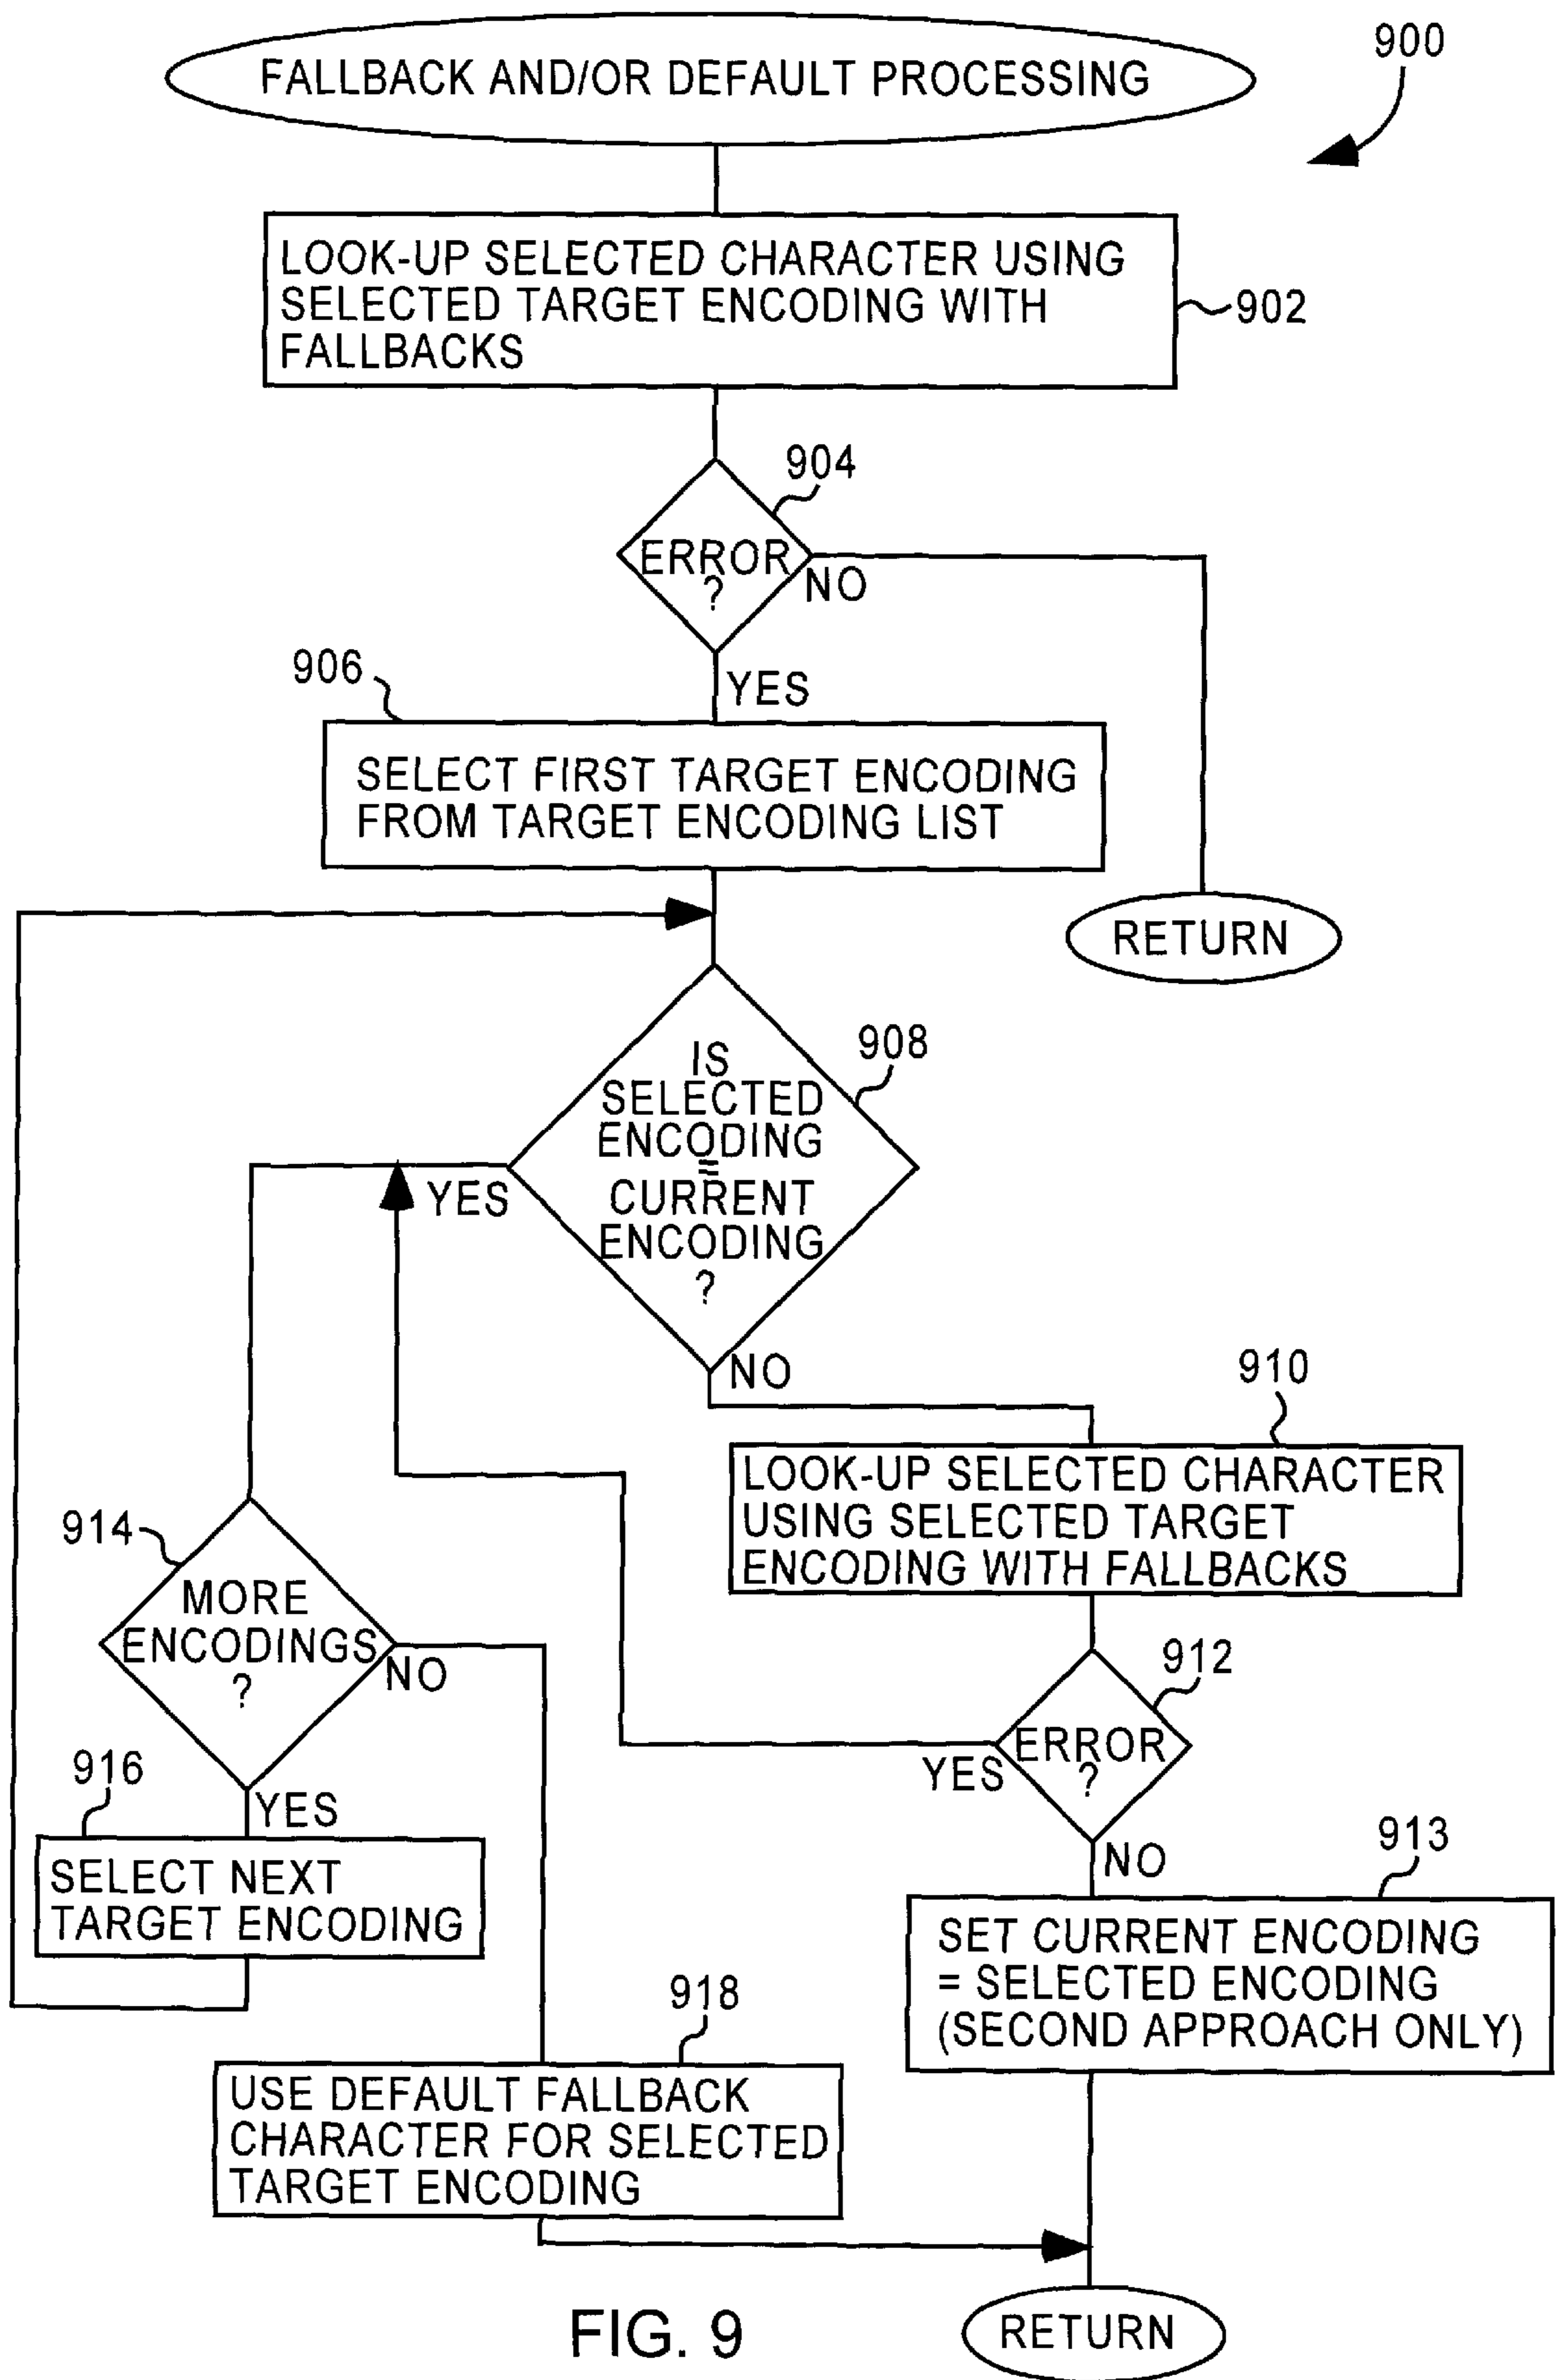 FALLBACK AND/OR DEFAULT PROCESSING
900
LOOK-UP SELECTED CHARACTER USING
SELECTED TARGET ENCODING WITH
FALLBACKS
902
904
ERROR
?
NO
YES
906
SELECT FIRST TARGET ENCODING
FROM TARGET ENCODING LIST
RETURN
908
IS
SELECTED
ENCODING
=
CURRENT
ENCODING
?
YES
NO
910
LOOK-UP SELECTED CHARACTER
USING SELECTED TARGET
ENCODING WITH FALLBACKS
914
MORE
ENCODINGS
?
NO
YES
912
ERROR
?
YES
NO
916
SELECT NEXT
TARGET ENCODING
913
SET CURRENT ENCODING
= SELECTED ENCODING
(SECOND APPROACH ONLY)
918
USE DEFAULT FALLBACK
CHARACTER FOR SELECTED
TARGET ENCODING
RETURN
FIG. 9